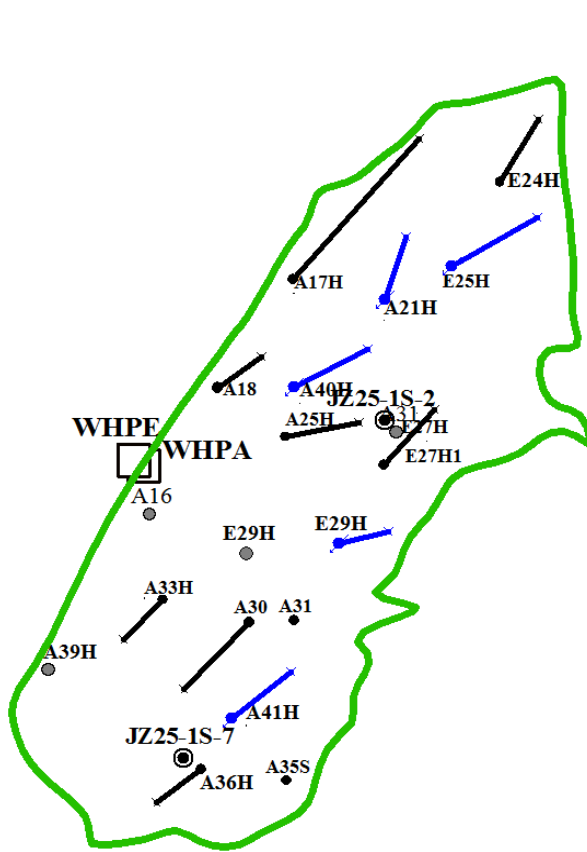 E24H
A17H
E25H
A21H
A18
A40H
JZ25-1S-2
A31
A25H
E27H
WHPE
WHPA
E27H1
A16
E29H
E29H
A33H
A30
A31
A39H
A41H
JZ25-1S-7
A35S
A36H